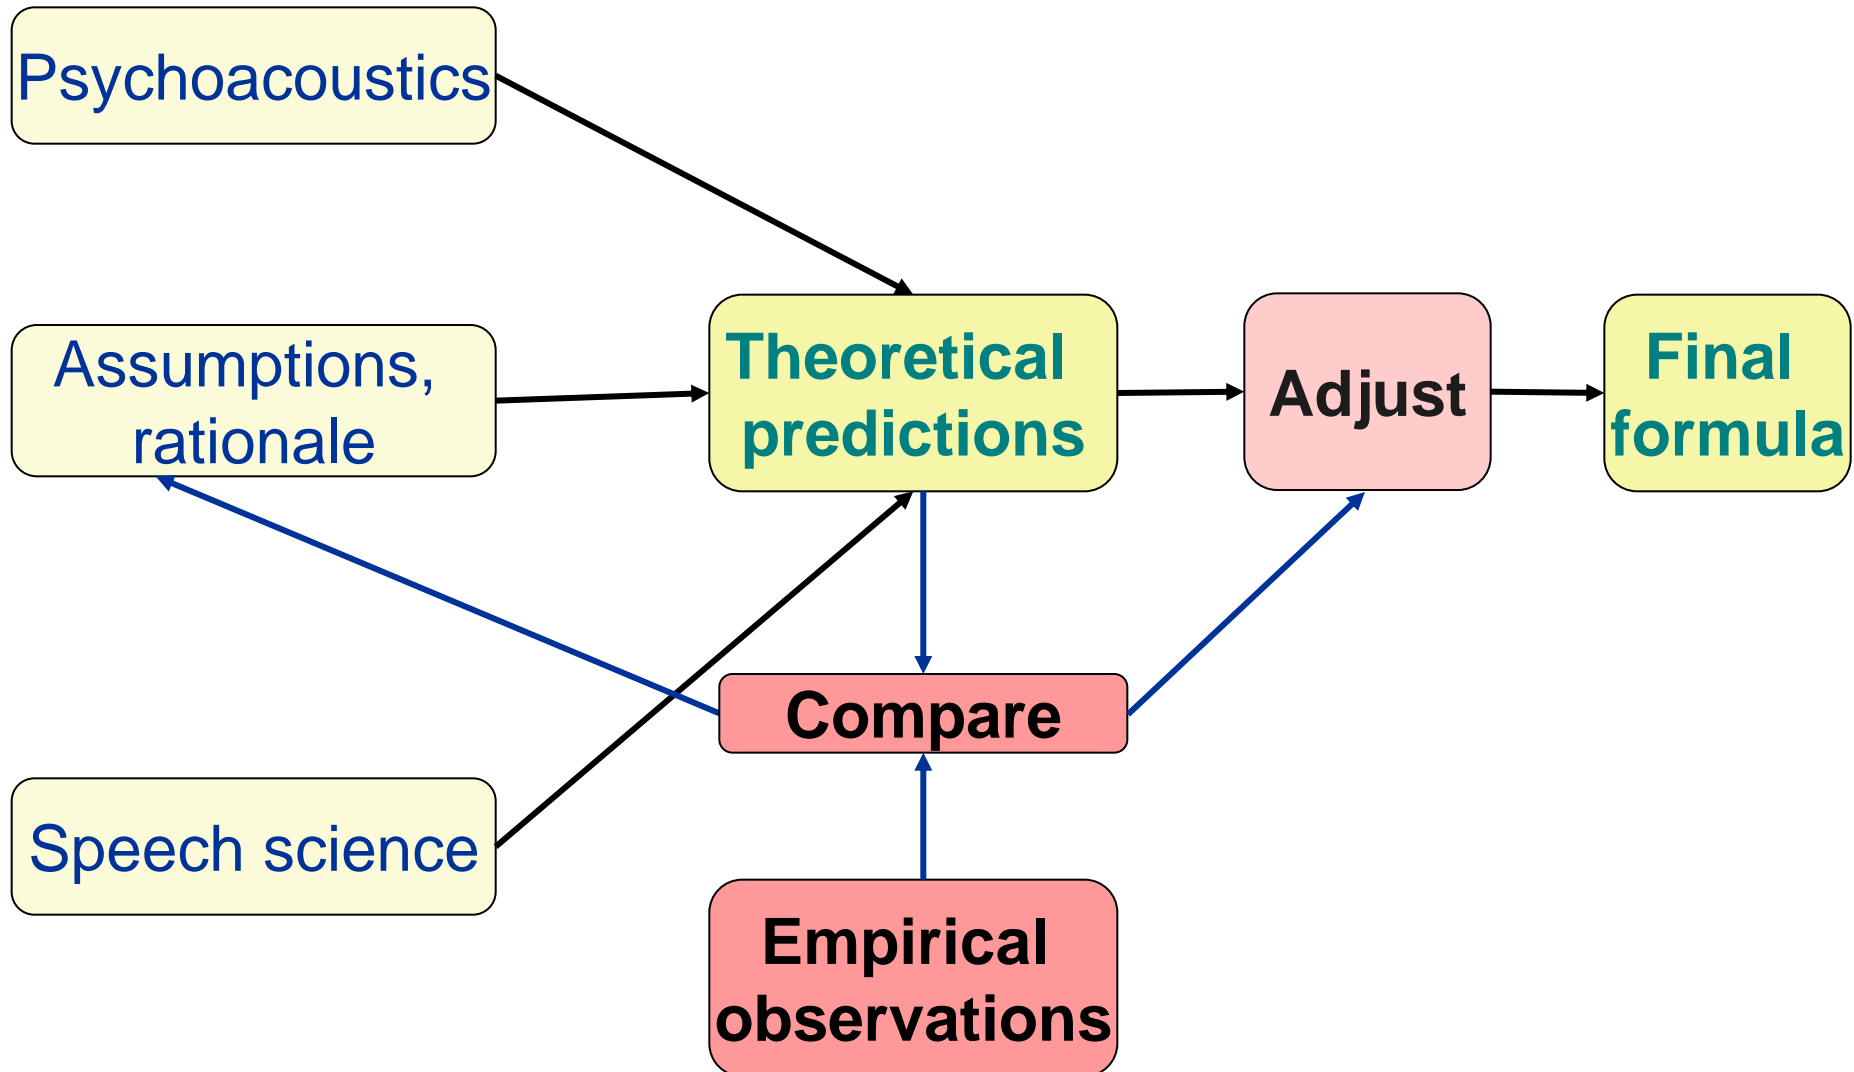 Psychoacoustics
Assumptions,
rationale
Speech science
Theoretical
predictions
Compare
Empirical
observations
Adjust
Final
formula